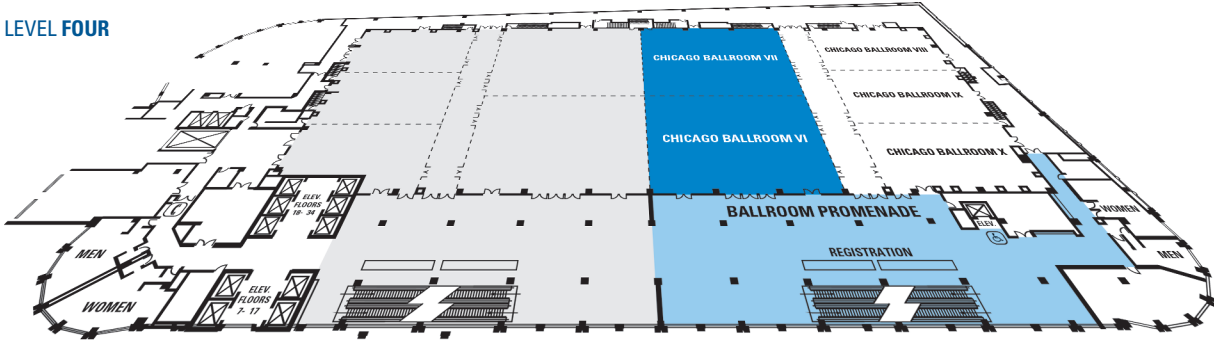 LEVEL FOUR
CHICAGO BALLROOM VII
CHICAGO BALLROOM VIII
CHICAGO BALLROOM IX
CHICAGO BALLROOM VI
CHICAGO BALLROOM X
ELEV.
FLOORS
18- 34
BALLROOM PROMENADE
WOMEN
ELEV.
REGISTRATION
MEN
MEN
ELEV.
FLOORS
7- 17
WOMEN